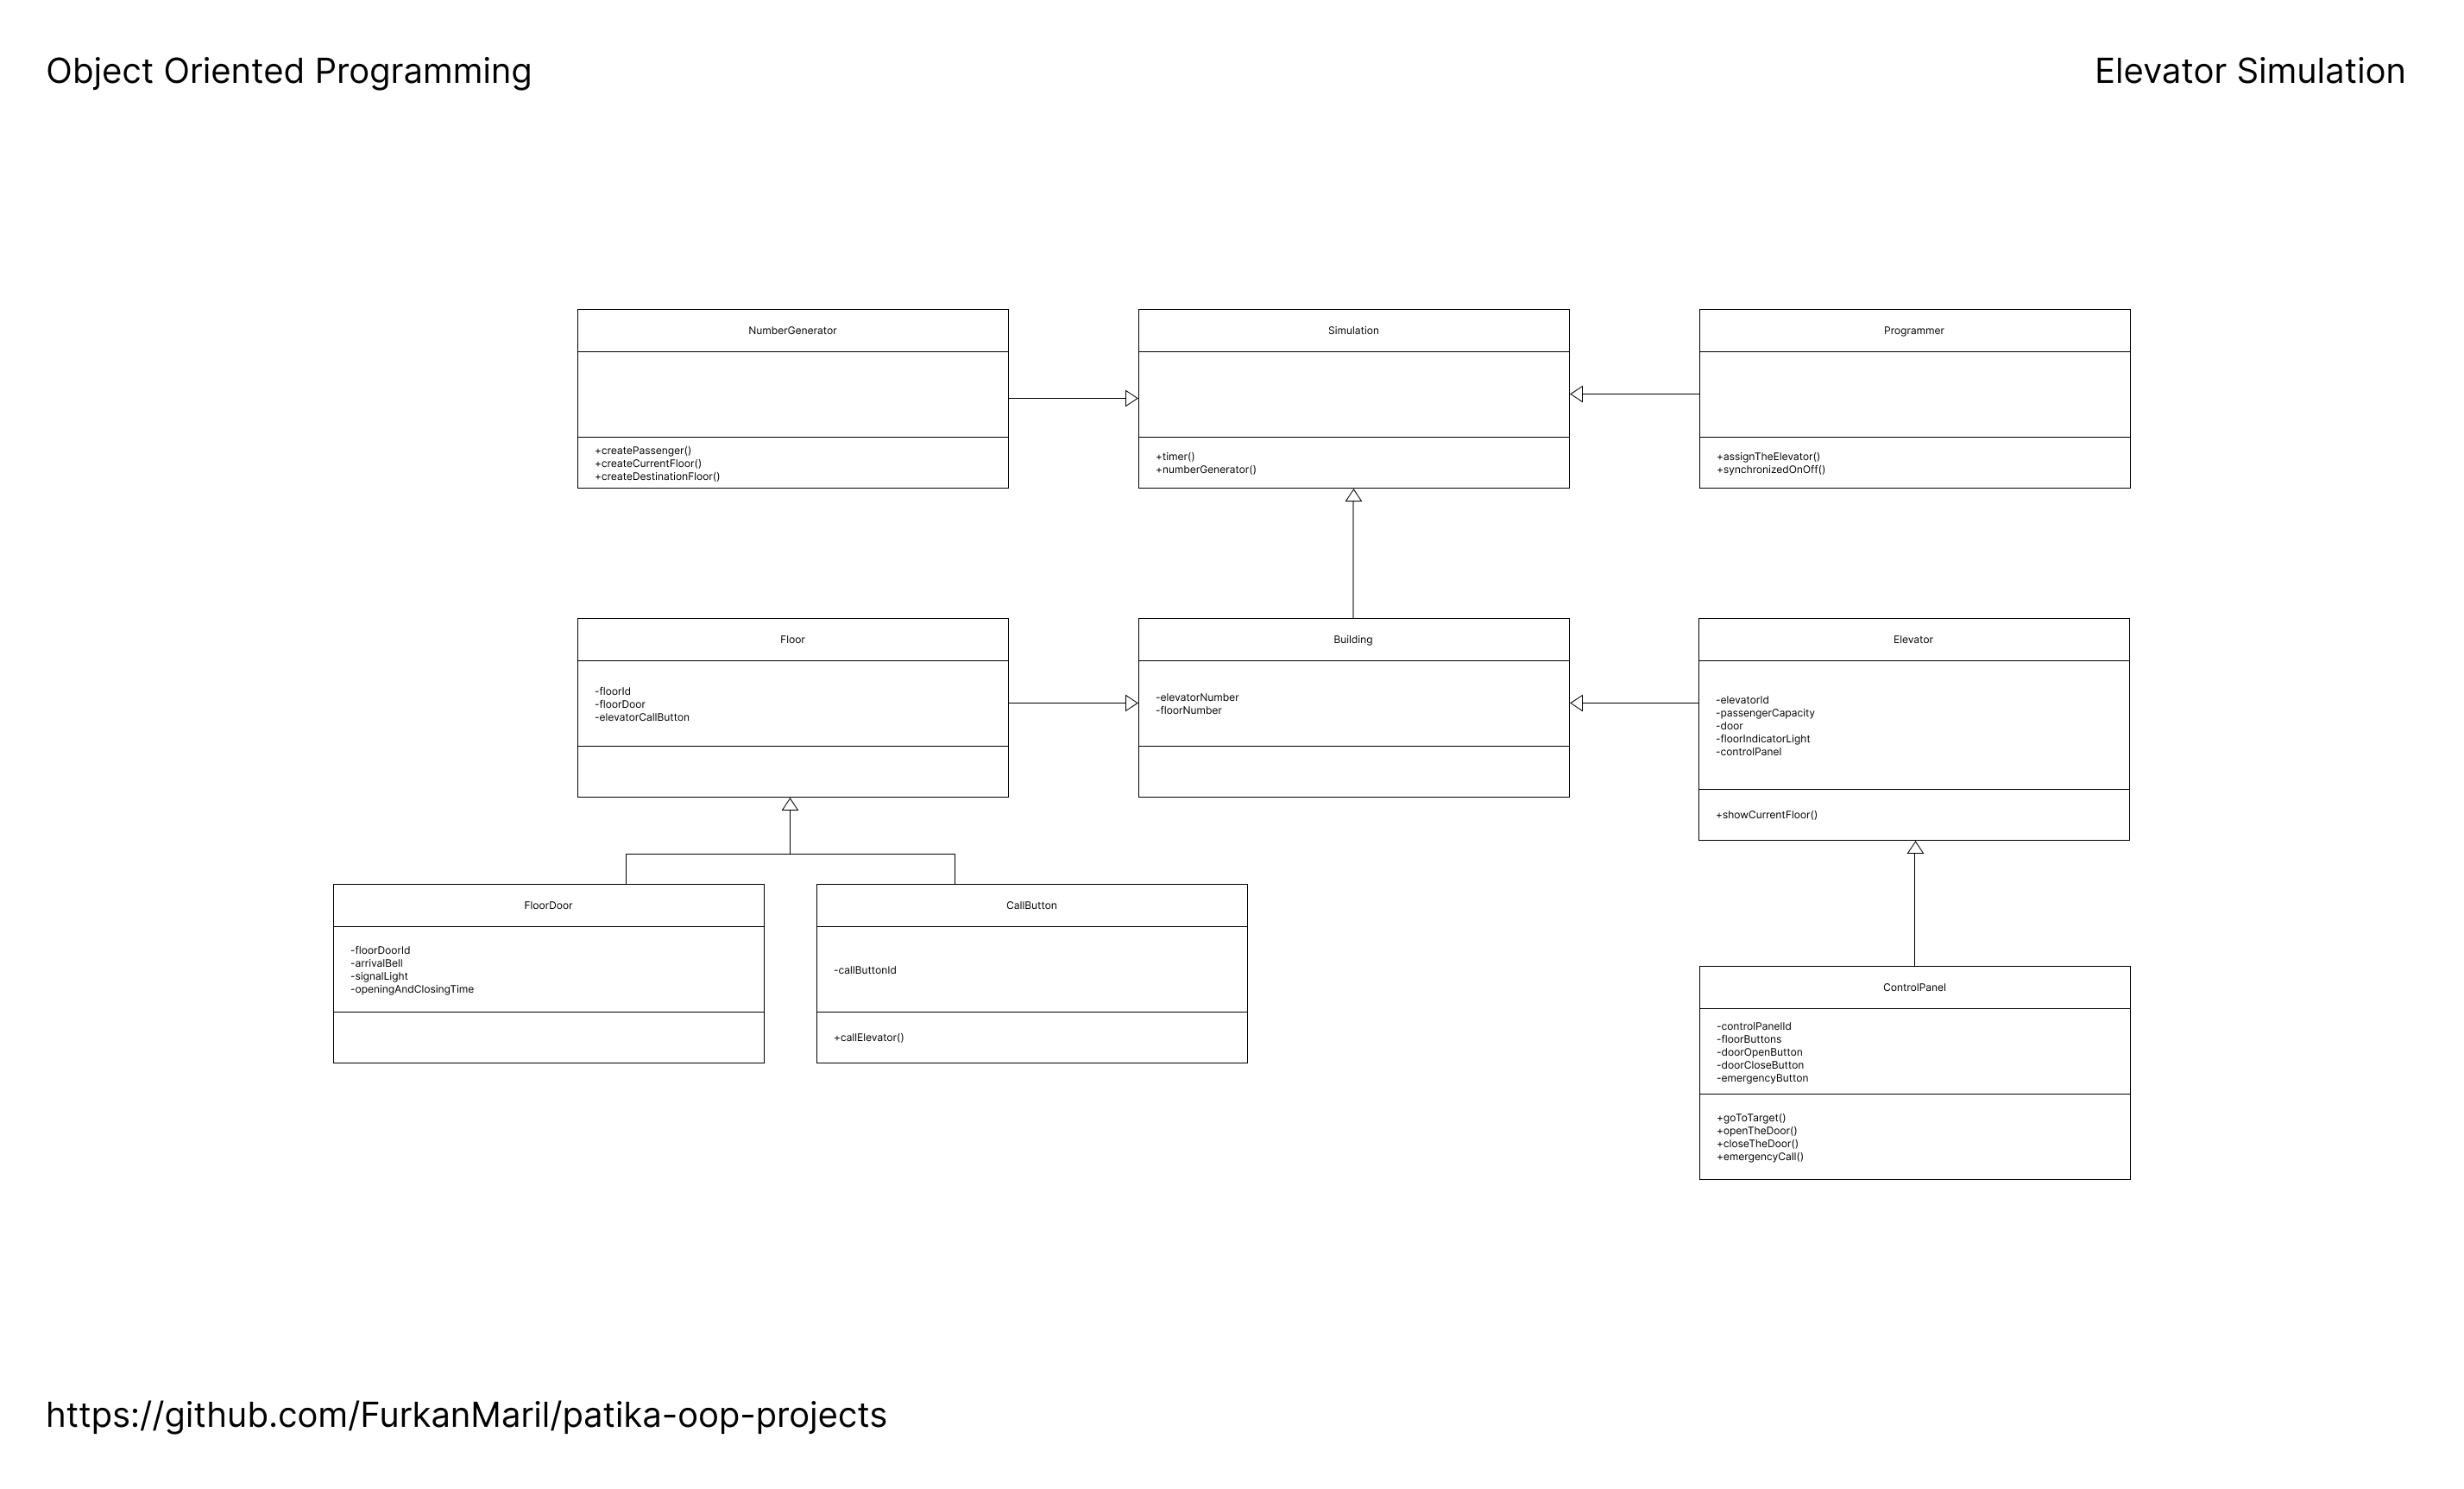 Object Oriented Programming
Elevator Simulation
NumberGenerator
+createPassenger()
+createCurrentFloor()
+createDestinationFloor()
Simulation
+timer()
+numberGenerator()
Programmer
+assignTheElevator()
+synchronizedOnOff()
Floor
-floorId
-floorDoor
-elevatorCallButton
Building
-elevatorNumber
-floorNumber
Elevator
-elevatorId
-passengerCapacity
-door
-floorIndicatorLight
-controlPanel
+showCurrentFloor()
FloorDoor
-floorDoorId
-arrivalBell
-signalLight
-openingAndClosingTime
CallButton
-callButtonId
+callElevator()
ControlPanel
-controlPanelId
-floorButtons
-doorOpenButton
-doorCloseButton
-emergencyButton
+goToTarget()
+openTheDoor()
+closeTheDoor()
+emergencyCall()
https://github.com/FurkanMaril/patika-oop-projects